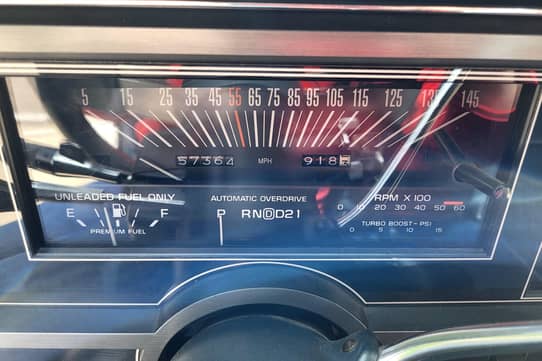 5 15 25 35 45 55 65 75 85 95 105 115 125 135 145
57364 MPH 918
UNLEADED FUEL ONLY
E F
PREMIUM FUEL
AUTOMATIC OVERDRIVE
P RNDD21
RPM X 100
0 10 20 30 40 50 60
TURBO BOOST-PSI
0 5 10 15